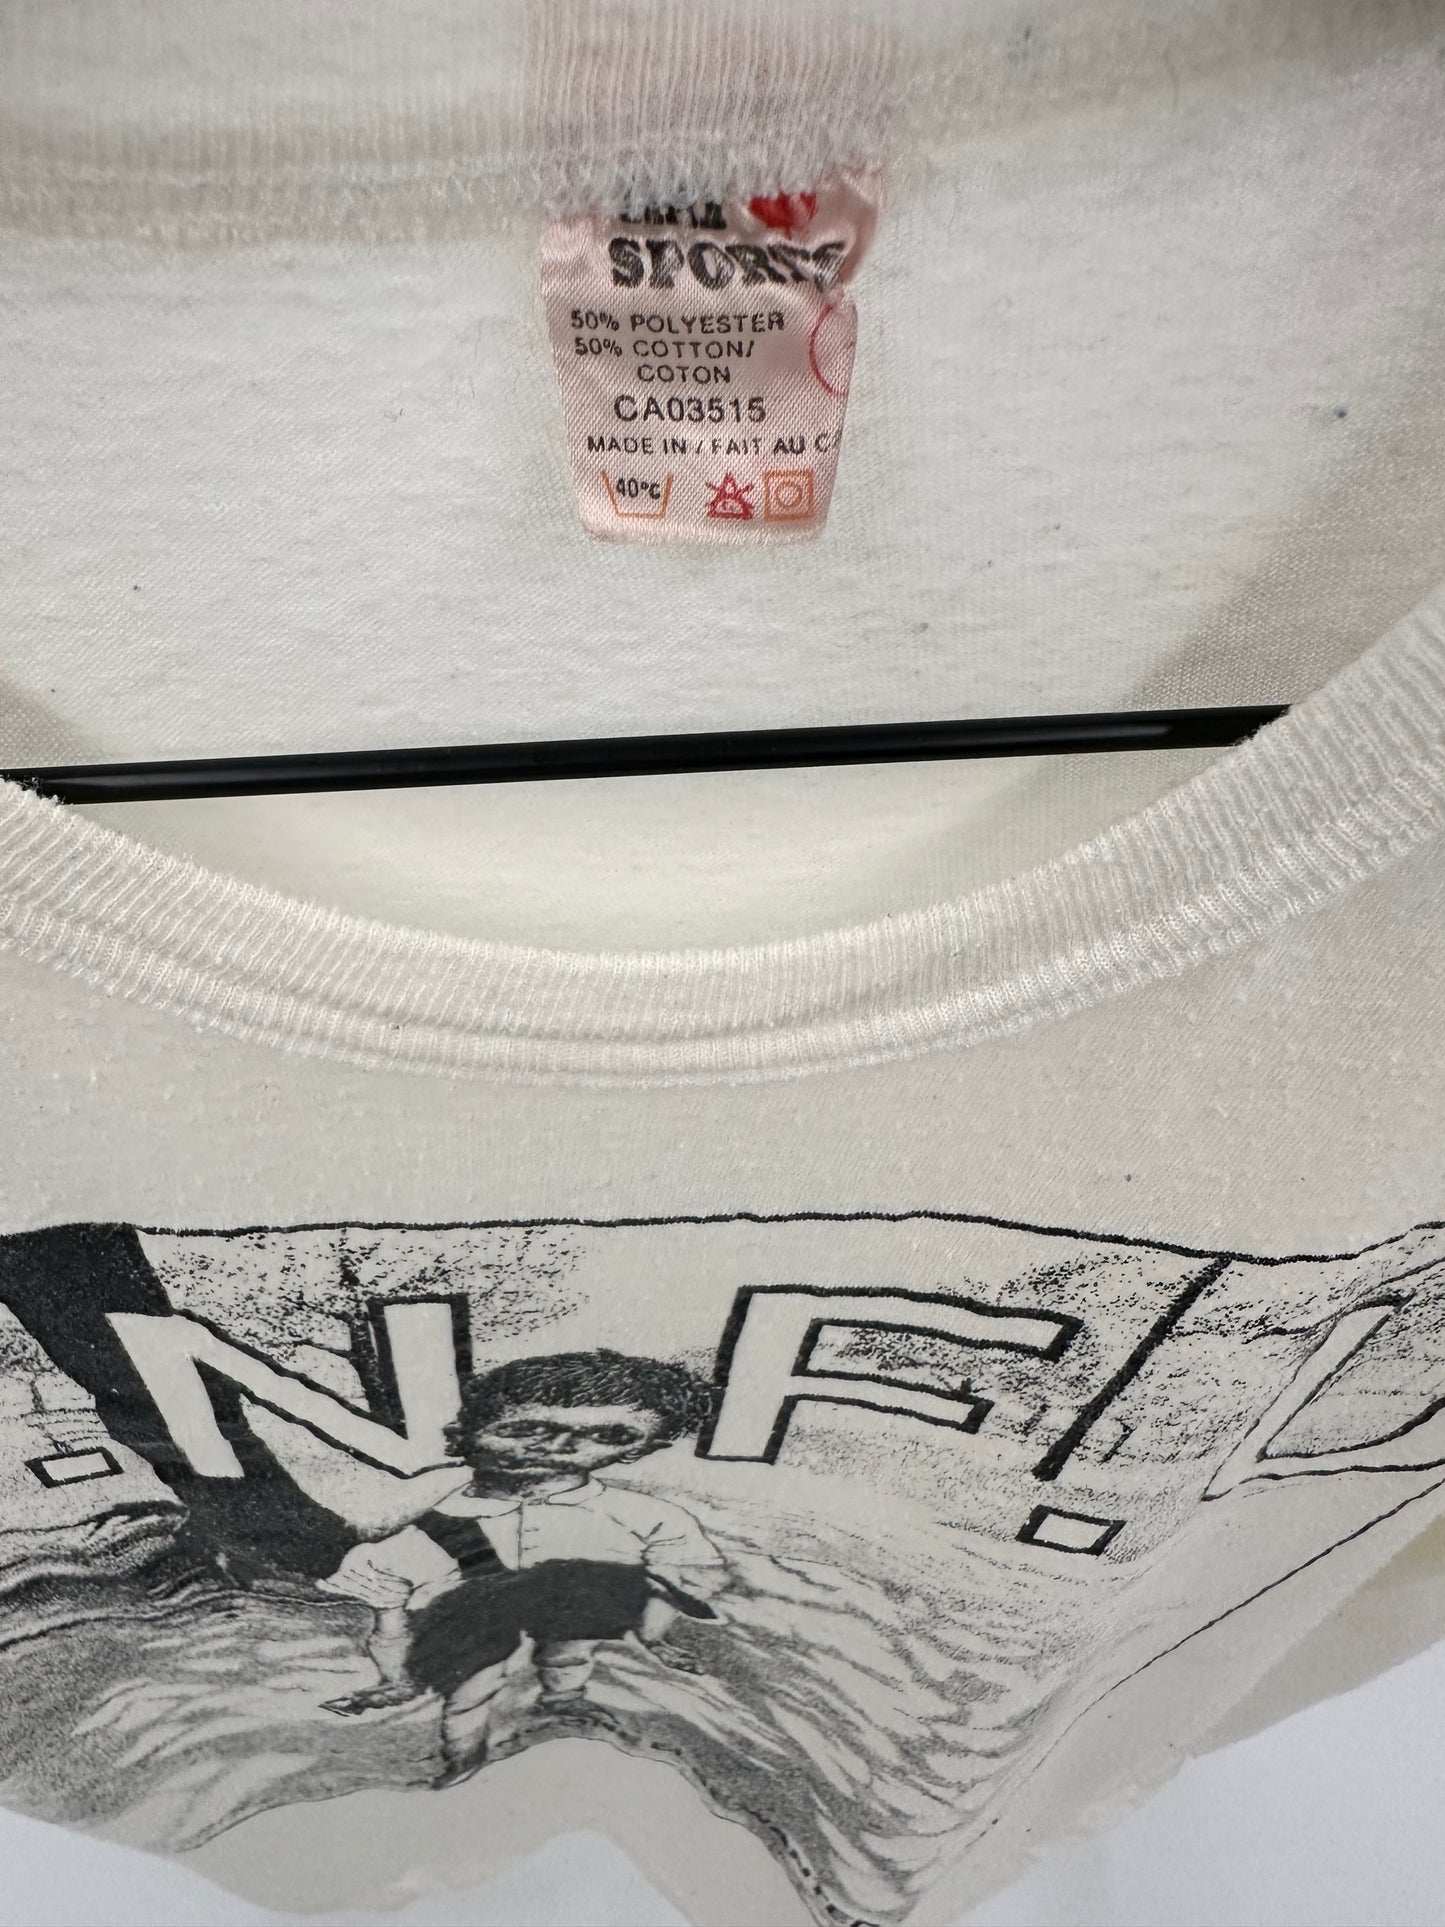 SPORTS
50% POLYESTER
50% COTTON/
COTON
CA03515
MADE IN / FAIT AU C
40°C
. N F.